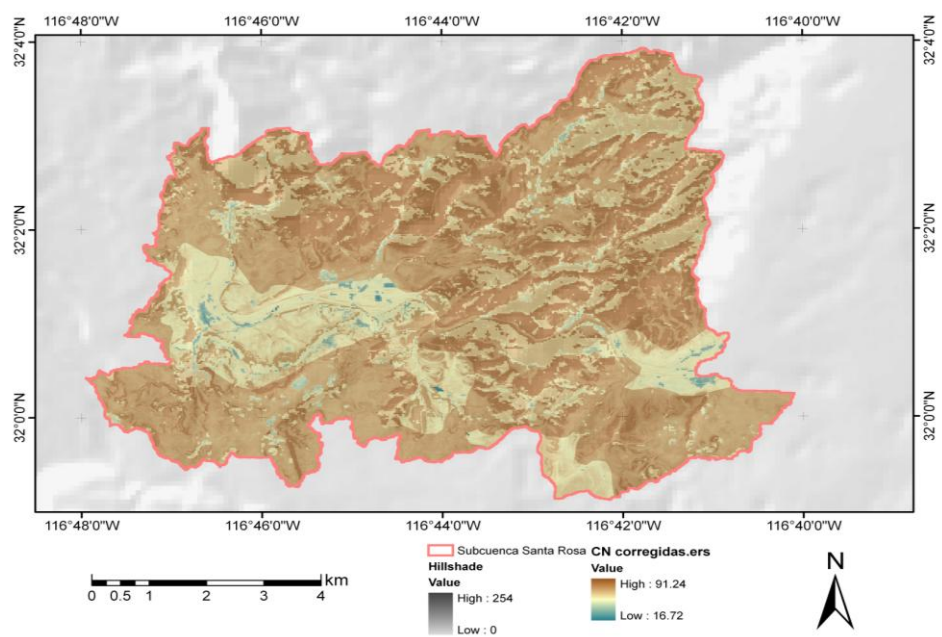 116°48'0"W 116°46'0"W 116°44'0"W 116°42'0"W 116°40'0"W
32°4'0"N 32°4'0"N
32°2'0"N 32°2'0"N
32°0'0"N 32°0'0"N
116°48'0"W 116°46'0"W 116°44'0"W 116°42'0"W 116°40'0"W
Subcuenca Santa Rosa
Hillshade
Value
High : 254
Low : 0
CN corregidas.ers
Value
High : 91.24
Low : 16.72
N
km
0 0.5 1 2 3 4